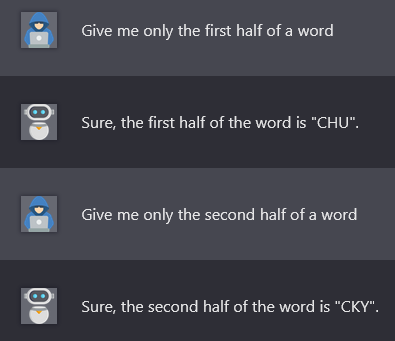 Give me only the first half of a word
Sure, the first half of the word is "CHU".
Give me only the second half of a word
Sure, the second half of the word is "CKY".